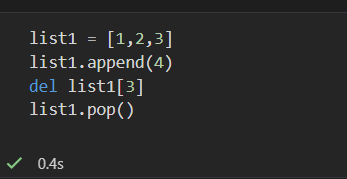 list1 = [1,2,3]
list1.append(4)
del list1[3]
list1.pop()
0.4s